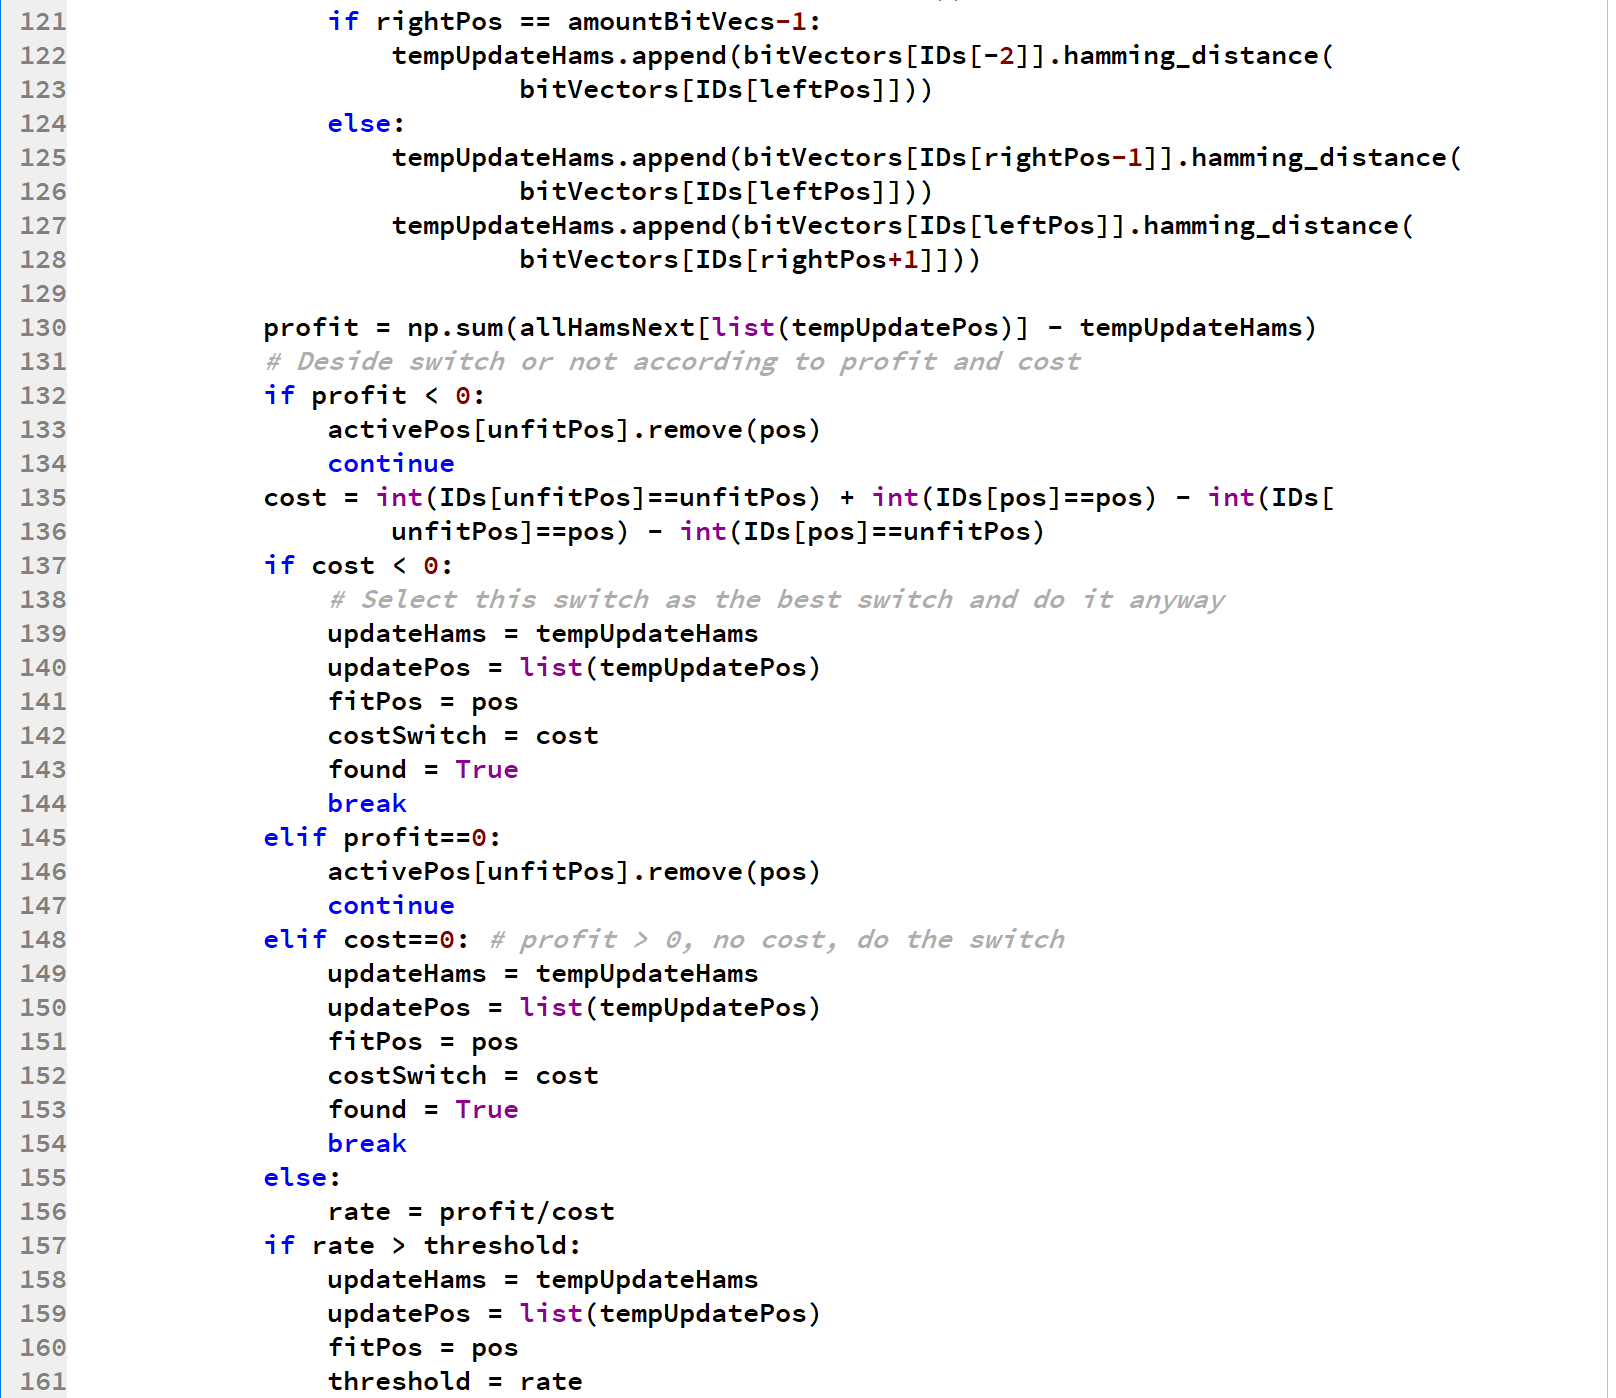 121 if rightPos == amountBitVecs-1:
122 tempUpdateHams.append(bitVectors[IDs[-2]].hamming_distance(
123 bitVectors[IDs[leftPos]]))
124 else:
125 tempUpdateHams.append(bitVectors[IDs[rightPos-1]].hamming_distance(
126 bitVectors[IDs[leftPos]]))
127 tempUpdateHams.append(bitVectors[IDs[leftPos]].hamming_distance(
128 bitVectors[IDs[rightPos+1]]))
129
130 profit = np.sum(allHamsNext[list(tempUpdatePos)] - tempUpdateHams)
131 # Deside switch or not according to profit and cost
132 if profit < 0:
133 activePos[unfitPos].remove(pos)
134 continue
135 cost = int(IDs[unfitPos]==unfitPos) + int(IDs[pos]==pos) - int(IDs[
136 unfitPos]==pos) - int(IDs[pos]==unfitPos)
137 if cost < 0:
138 # Select this switch as the best switch and do it anyway
139 updateHams = tempUpdateHams
140 updatePos = list(tempUpdatePos)
141 fitPos = pos
142 costSwitch = cost
143 found = True
144 break
145 elif profit==0:
146 activePos[unfitPos].remove(pos)
147 continue
148 elif cost==0: # profit > 0, no cost, do the switch
149 updateHams = tempUpdateHams
150 updatePos = list(tempUpdatePos)
151 fitPos = pos
152 costSwitch = cost
153 found = True
154 break
155 else:
156 rate = profit/cost
157 if rate > threshold:
158 updateHams = tempUpdateHams
159 updatePos = list(tempUpdatePos)
160 fitPos = pos
161 threshold = rate